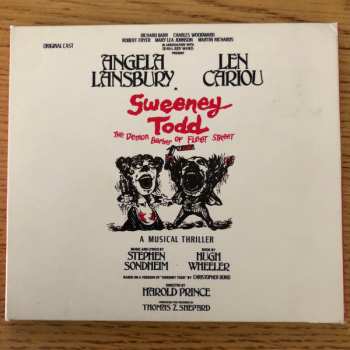 RICHARD BARR CHARLES WOODWARD
ROBERT FRYER MARY LEA JOHNSON MARTIN RICHARDS
ORIGINAL CAST
IN ASSOCIATION WITH
DEAN & JUDY MANOS
PRESENT
ANGELA LANSBURY
LEN CARIOU
Sweeney
Todd
THE DEMON BARBER OF FLEET STREET
A MUSICAL THRILLER
MUSIC AND LYRICS BY
STEPHEN
SONDHEIM
BOOK BY
HUGH
WHEELER
BASED ON A VERSION OF "SWEENEY TODD" BY CHRISTOPHER BOND
DIRECTED BY
HAROLD PRINCE
PRODUCED FOR RECORDS BY
THOMAS Z. SHEPARD